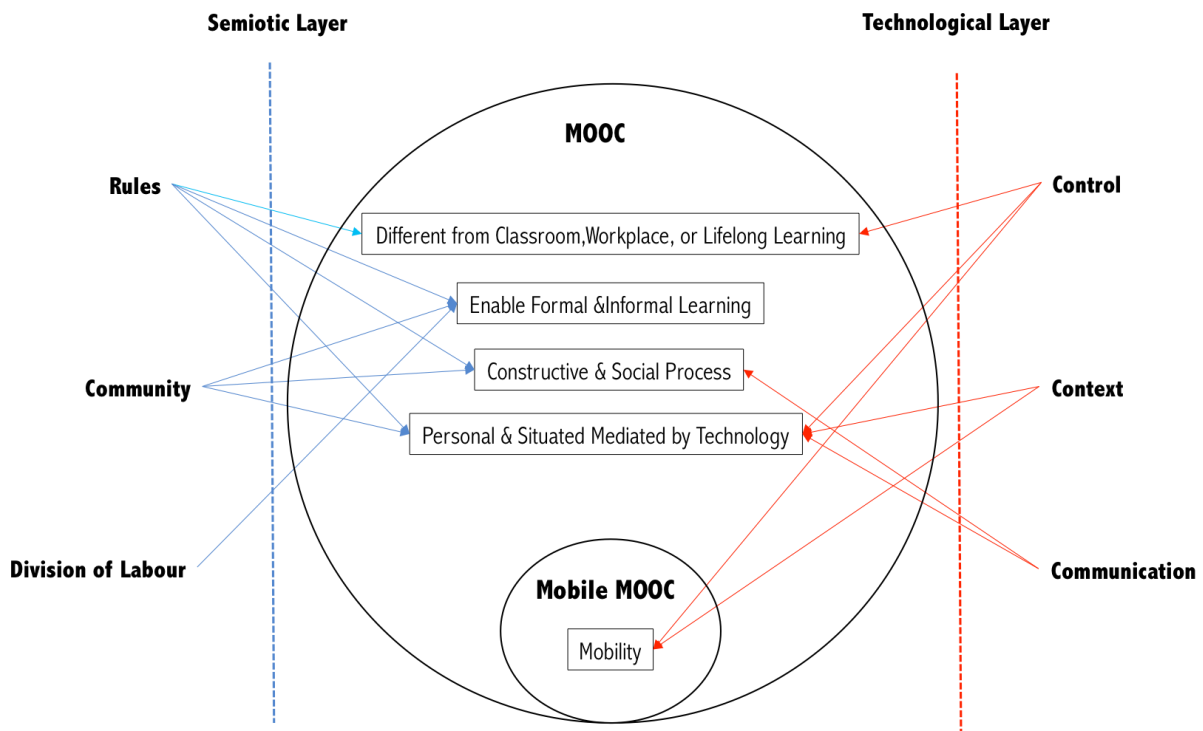 Semiotic Layer
Technological Layer
MOOC
Rules
Control
Different from Classroom,Workplace, or Lifelong Learning
Enable Formal &Informal Learning
Constructive & Social Process
Community
Context
Personal & Situated Mediated by Technology
Division of Labour
Communication
Mobile MOOC
Mobility